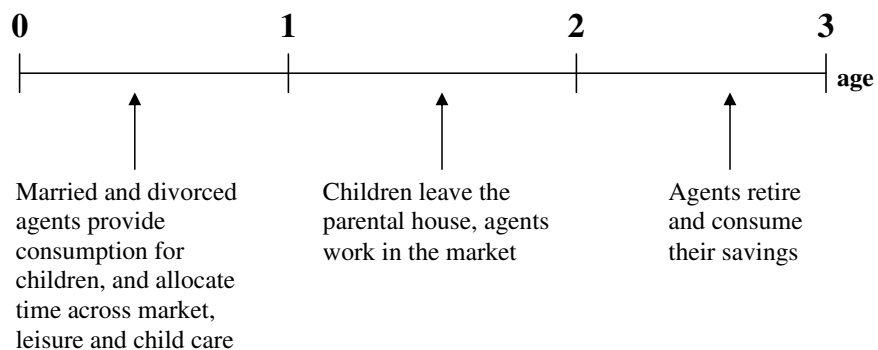 0 1 2 3
age
Married and divorced
agents provide
consumption for
children, and allocate
time across market,
leisure and child care
Children leave the
parental house, agents
work in the market
Agents retire
and consume
their savings